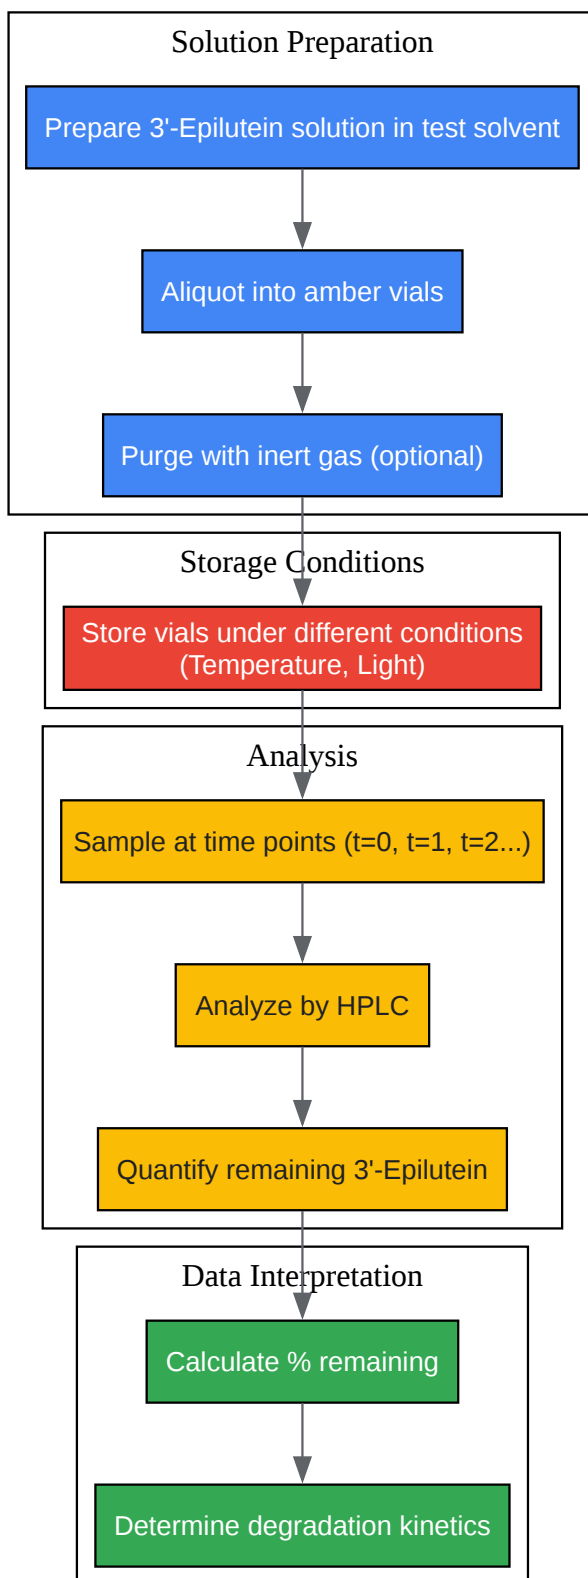 Solution Preparation
Prepare 3'-Epilutein solution in test solvent
Aliquot into amber vials
Purge with inert gas (optional)
Storage Conditions
Store vials under different conditions
(Temperature, Light)
Analysis
Sample at time points (t=0, t=1, t=2...)
Analyze by HPLC
Quantify remaining 3'-Epilutein
Data Interpretation
Calculate % remaining
Determine degradation kinetics